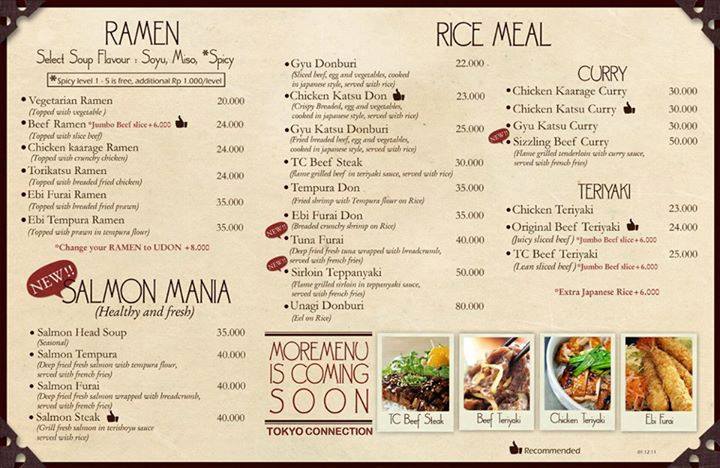 RAMEN
Select Soup Flavour : Soyu, Miso, *Spicy
*Spicy level 1 - 5 is free, additional Rp 1.000/level
• Vegetarian Ramen 20.000
(Topped with vegetable )
• Beef Ramen *Jumbo Beef slice+6.000 24.000
(Topped with slice beef)
• Chicken kaarage Ramen 24.000
(Topped with crunchy chicken)
• Torikatsu Ramen 24.000
(Topped with breaded fried chicken)
• Ebi Furai Ramen 35.000
(Topped with breaded fried prawn)
• Ebi Tempura Ramen 35.000
(Topped with prawn in tempura flour)
*Change your RAMEN to UDON +8.000
NEW!!
SALMON MANIA
(Healthy and fresh)
• Salmon Head Soup 35.000
(Seasonal)
• Salmon Tempura 40.000
(Deep fried fresh salmon with tempura flour,
served with french fries)
• Salmon Furai 40.000
(Deep fried fresh salmon wrapped with breadcrumb,
served with french fries)
• Salmon Steak 40.000
(Grill fresh salmon in terishoyu sauce
served with rice)
RICE MEAL
• Gyu Donburi 22.000
(Sliced beef, egg and vegetables, cooked
in japanese style, served with rice)
• Chicken Katsu Don 23.000
(Crispy Breaded, egg and vegetables,
cooked in japanese style, served with rice)
• Gyu Katsu Donburi 25.000
(Fried breaded beef, egg and vegetables,
cooked in japanese style, served with rice)
• TC Beef Steak 30.000
(flame grilled beef in teriyaki sauce, served with rice)
• Tempura Don 35.000
(Fried shrimp with Tempura flour on Rice)
• Ebi Furai Don 35.000
(Breaded crunchy shrimp on Rice)
NEW!!
• Tuna Furai 40.000
(Deep fried fresh tuna wrapped with breadcrumb,
served with french fries)
NEW!!
• Sirloin Teppanyaki 50.000
(Flame grilled sirloin in teppanyaki sauce,
served with french fries)
• Unagi Donburi 80.000
(Eel on Rice)
CURRY
• Chicken Kaarage Curry 30.000
• Chicken Katsu Curry 30.000
• Gyu Katsu Curry 30.000
NEW!!
• Sizzling Beef Curry 50.000
(Flame grilled tenderloin with curry sauce,
served with french fries)
TERIYAKI
• Chicken Teriyaki 23.000
• Original Beef Teriyaki 24.000
(Juicy sliced beef ) *Jumbo Beef slice+6.000
• TC Beef Teriyaki 25.000
(Lean sliced beef ) *Jumbo Beef slice+6.000
*Extra Japanese Rice+6.000
MOREMENU
IS COMING
SOON
TOKYO CONNECTION
TC Beef Steak
Beef Teriyaki
Chicken Teriyaki
Ebi Furai
Recommended
01.12.11